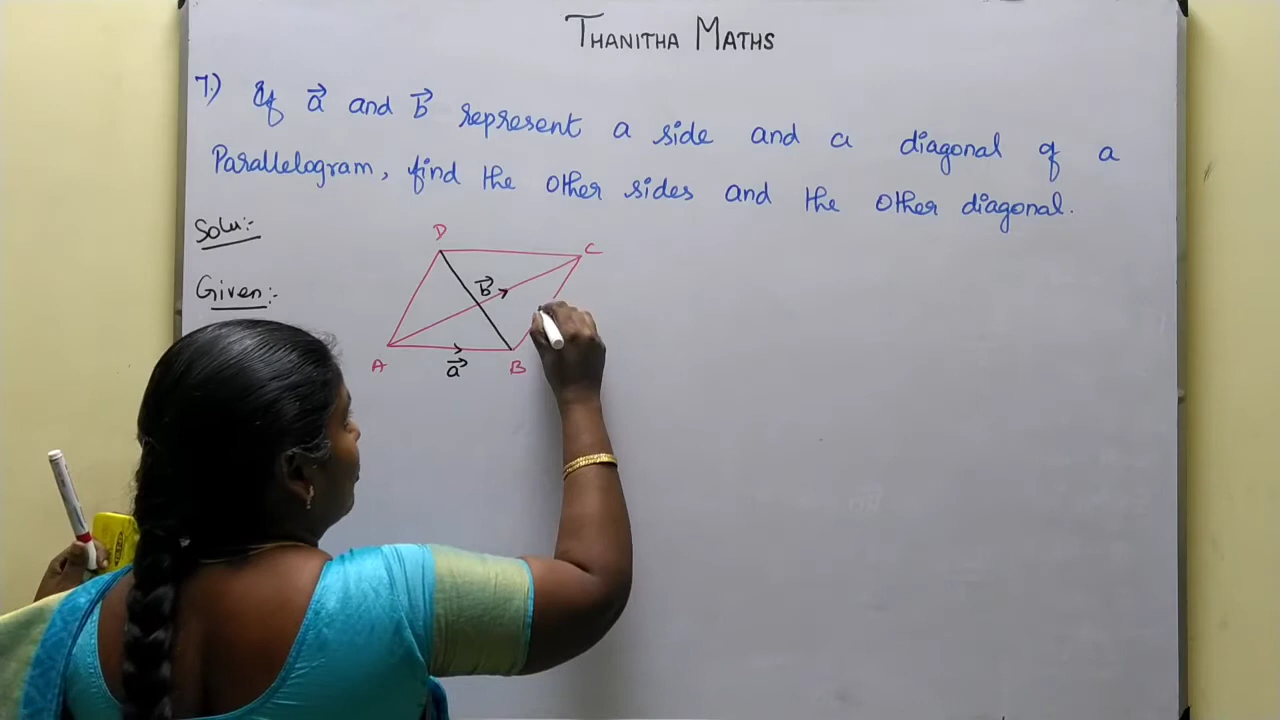 THANITHA MATHS
7.) If a⃗ and b⃗ represent a side and a diagonal of a
Parallelogram, find the other sides and the other diagonal.
Solu:-
Given:-
D
C
b⃗
A
a⃗
B